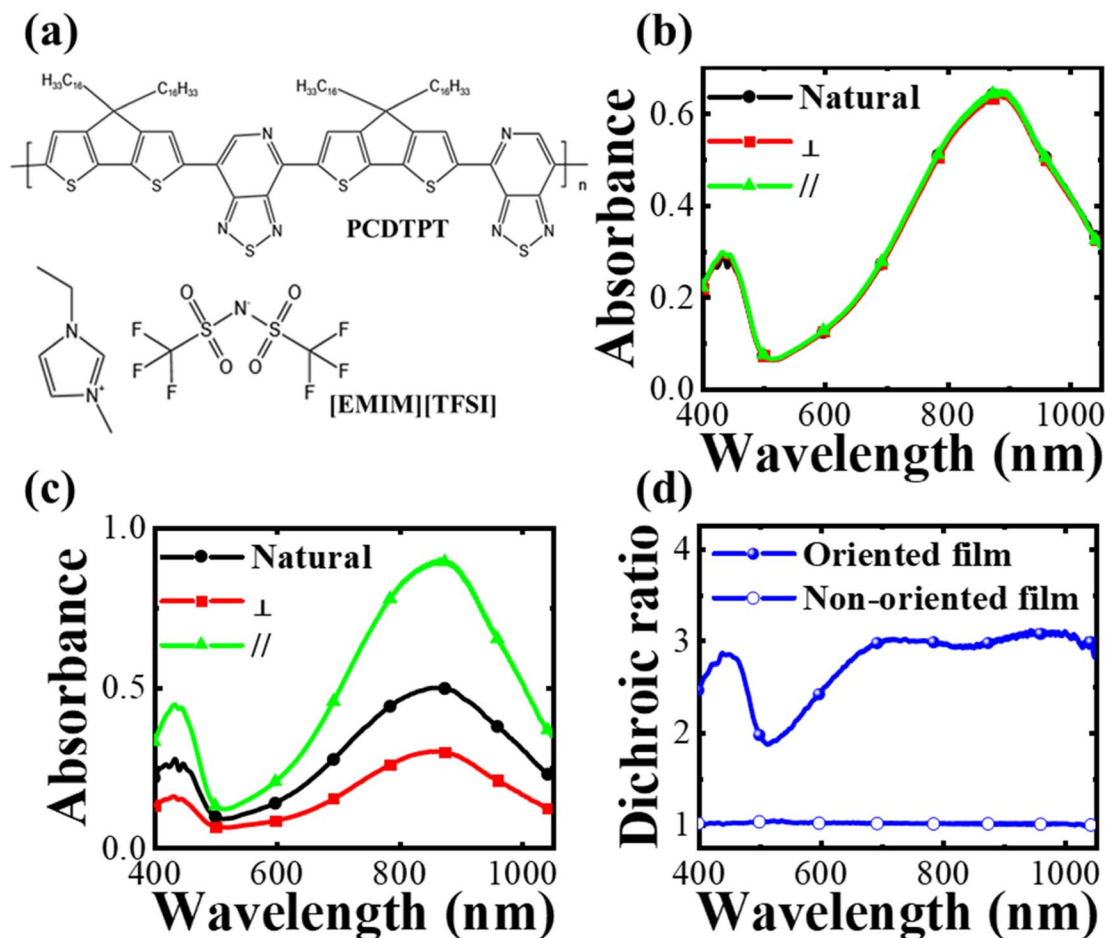 (a)
H₃₃C₁₆ C₁₆H₃₃ H₃₃C₁₆ C₁₆H₃₃
N N
S S S S n
N N PCDTPT N N
S S
O O
N N⁻ F
F S S F
F O O F
N⁺ F F
[EMIM][TFSI]
(b)
Absorbance
0.6
0.4
0.2
0.0
Natural
⊥
//
400 600 800 1000
Wavelength (nm)
(c)
Absorbance
1.0
0.5
0.0
Natural
⊥
//
400 600 800 1000
Wavelength (nm)
(d)
Dichroic ratio
4
3
2
1
Oriented film
Non-oriented film
400 600 800 1000
Wavelength (nm)